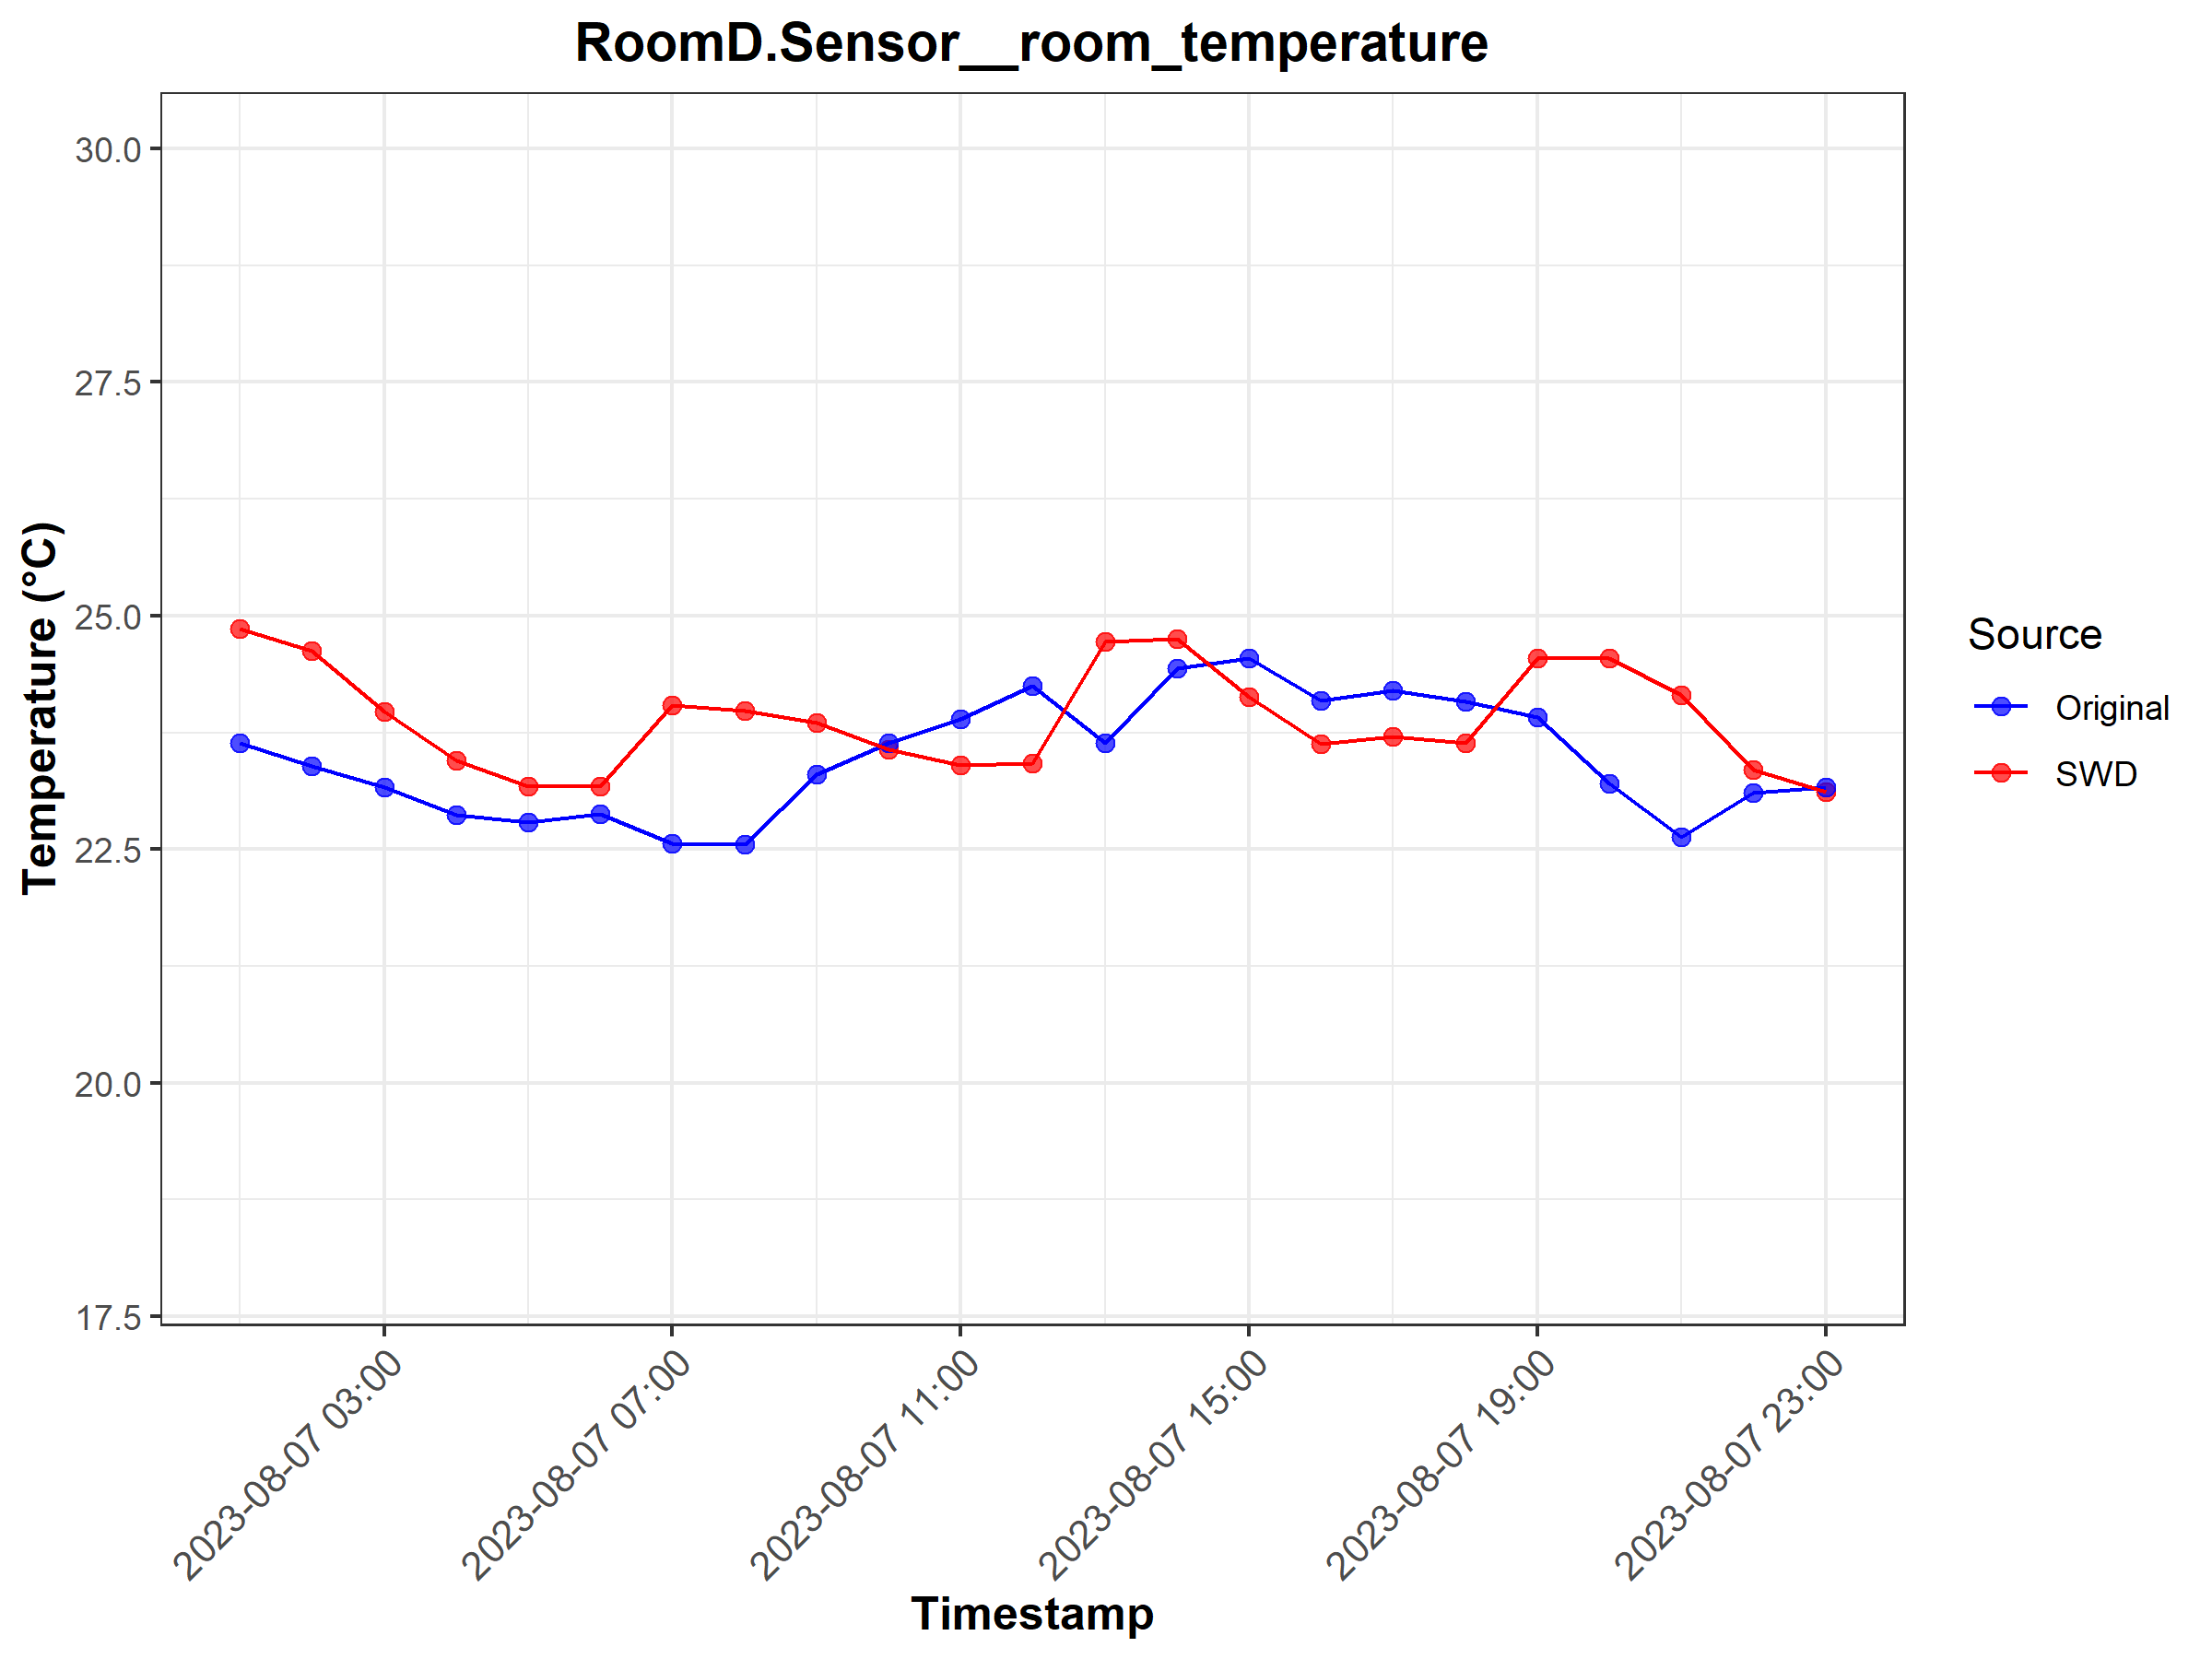 RoomD.Sensor__room_temperature
Temperature (°C)
30.0
27.5
25.0
22.5
20.0
17.5
2023-08-07 03:00
2023-08-07 07:00
2023-08-07 11:00
2023-08-07 15:00
2023-08-07 19:00
2023-08-07 23:00
Timestamp
Source
Original
SWD